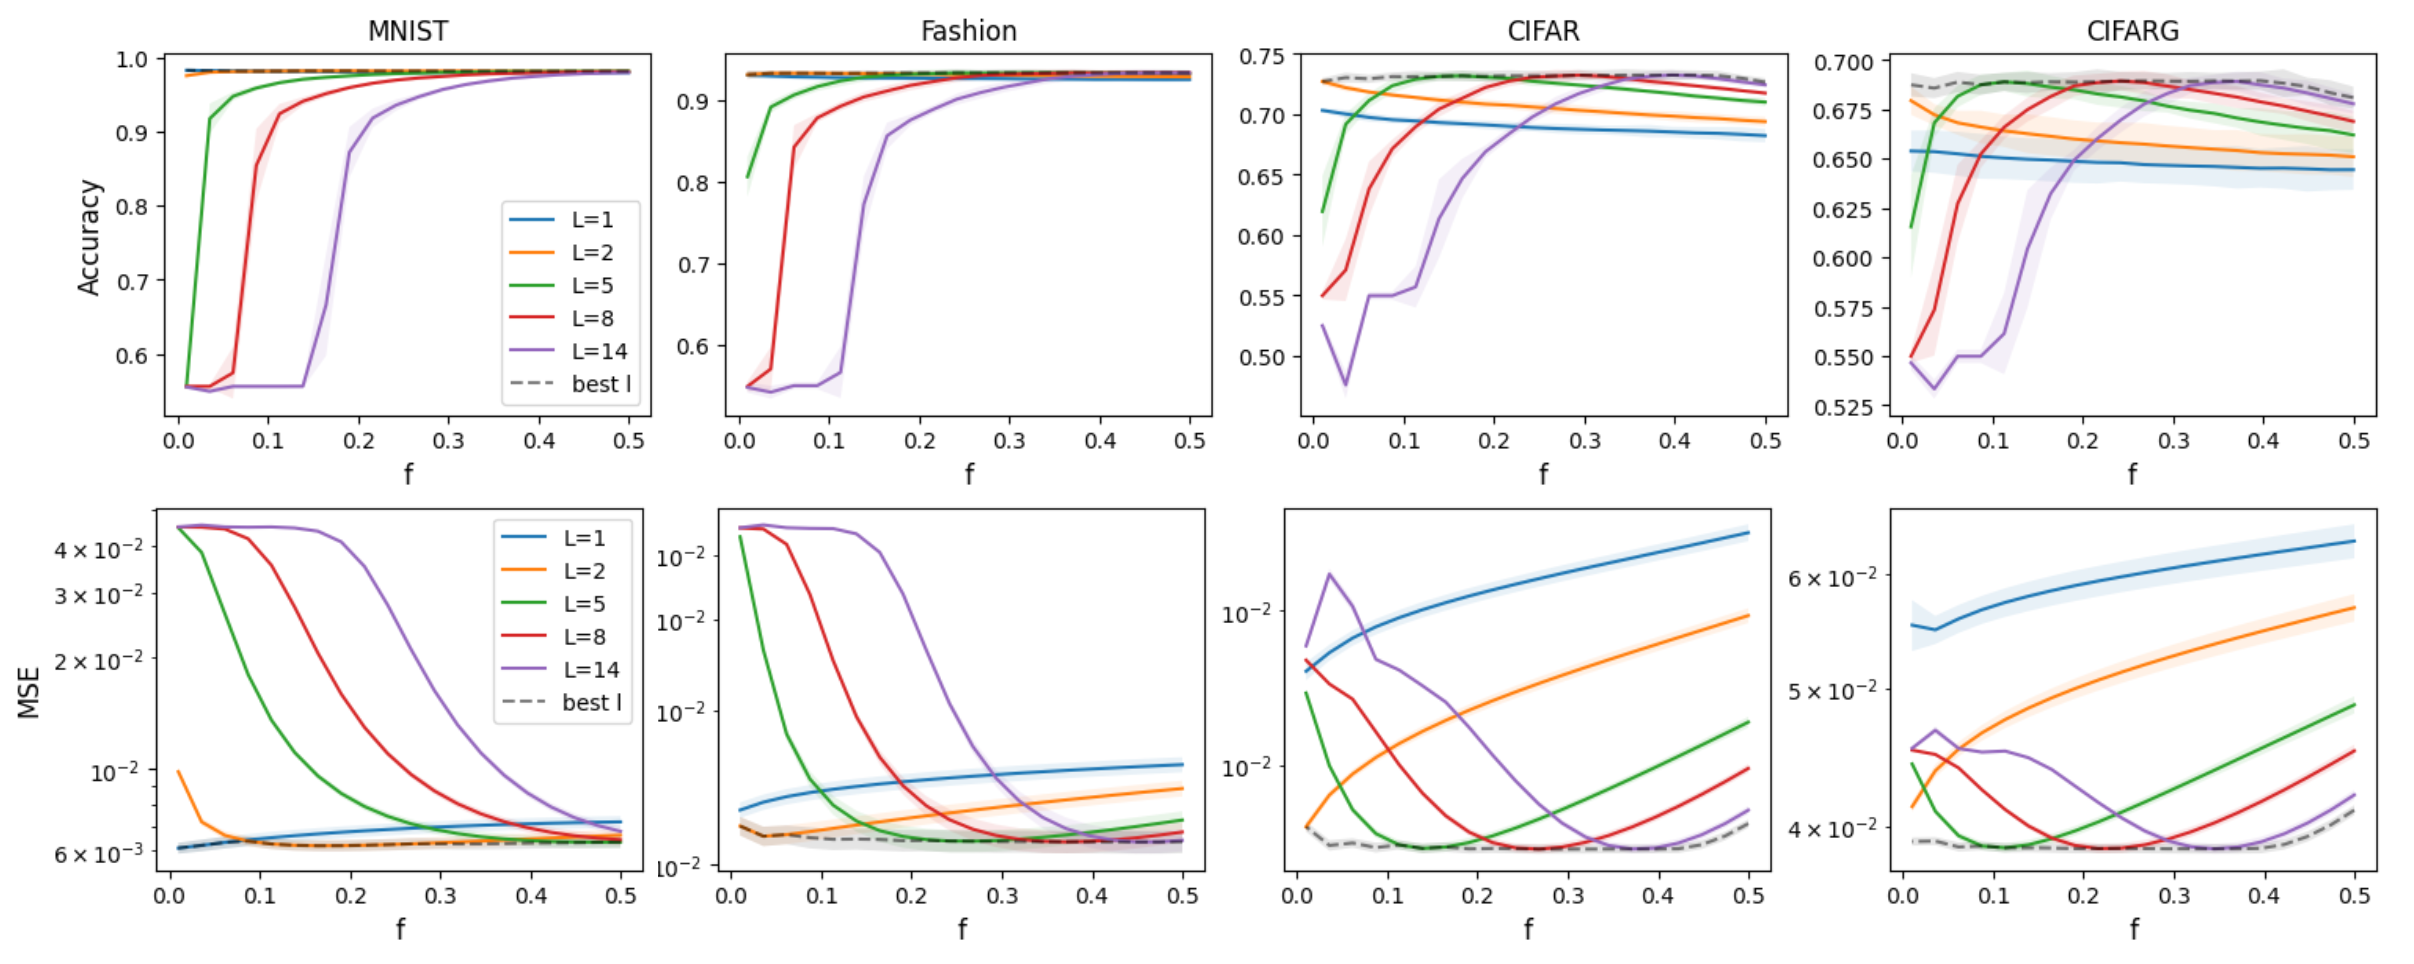 MNIST Fashion CIFAR CIFARG
Accuracy
1.0
0.9
0.8
0.7
0.6
0.0 0.1 0.2 0.3 0.4 0.5
f
L=1
L=2
L=5
L=8
L=14
best l
0.9
0.8
0.7
0.6
0.0 0.1 0.2 0.3 0.4 0.5
f
0.75
0.70
0.65
0.60
0.55
0.50
0.0 0.1 0.2 0.3 0.4 0.5
f
0.700
0.675
0.650
0.625
0.600
0.575
0.550
0.525
0.0 0.1 0.2 0.3 0.4 0.5
f
MSE
4 × 10⁻²
3 × 10⁻²
2 × 10⁻²
10⁻²
6 × 10⁻³
0.0 0.1 0.2 0.3 0.4 0.5
f
L=1
L=2
L=5
L=8
L=14
best l
10⁻²
10⁻²
10⁻²
10⁻²
0.0 0.1 0.2 0.3 0.4 0.5
f
10⁻²
10⁻²
0.0 0.1 0.2 0.3 0.4 0.5
f
6 × 10⁻²
5 × 10⁻²
4 × 10⁻²
0.0 0.1 0.2 0.3 0.4 0.5
f